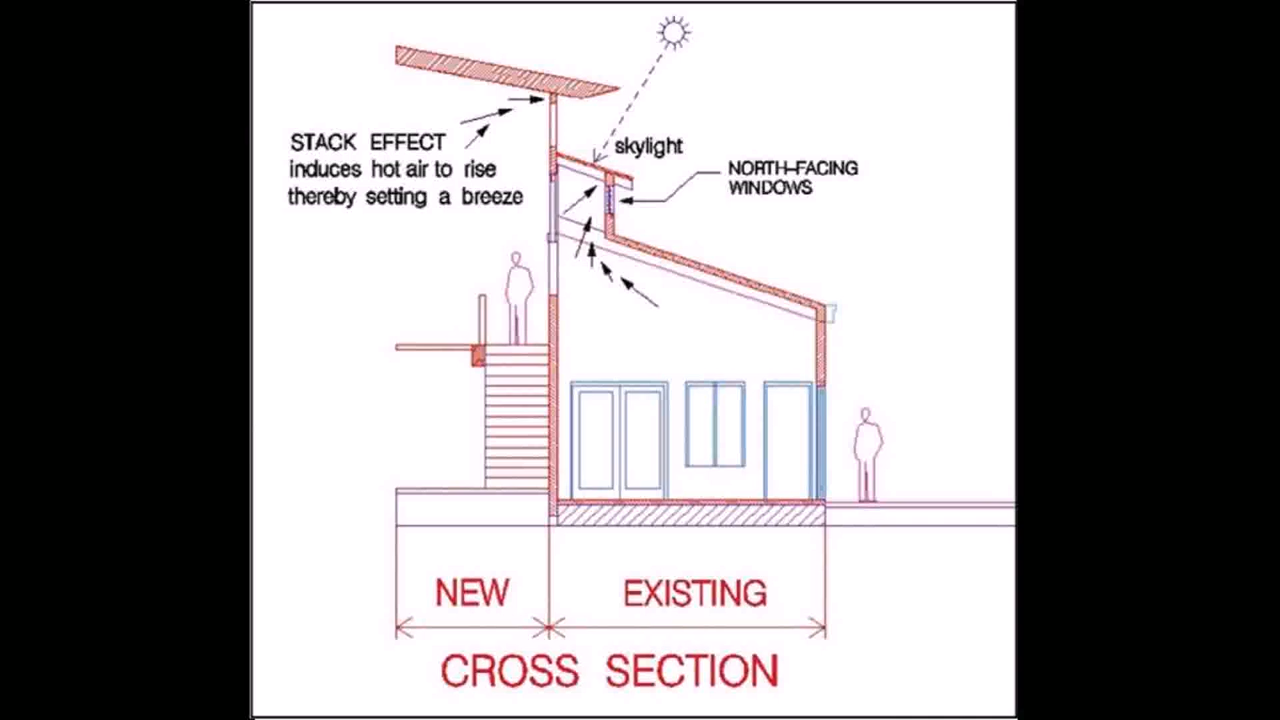 STACK EFFECT
induces hot air to rise
thereby setting a breeze
skylight
NORTH-FACING
WINDOWS
NEW
EXISTING
CROSS SECTION